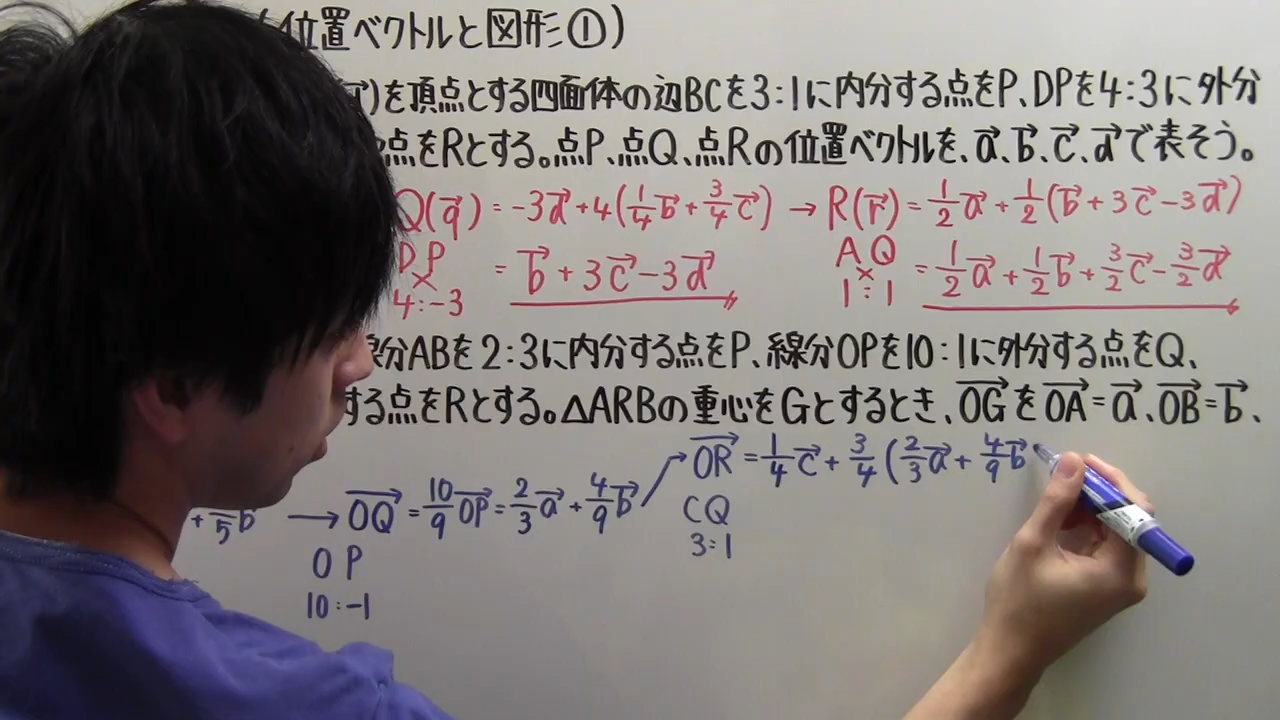 (位置ベクトルと図形①)
を頂点とする四面体の辺BCを3:1に内分する点をP、DPを4:3に外分
点をRとする。点P、点Q、点Rの位置ベクトルを、a⃗、b⃗、c⃗、d⃗で表そう。
Q(q⃗) = -3d⃗+4(1/4b⃗+3/4c⃗) → R(r⃗) = 1/2a⃗+1/2(b⃗+3c⃗-3d⃗)
D P
×
4:-3
= b⃗+3c⃗-3d⃗
A Q
×
1:1
= 1/2a⃗+1/2b⃗+3/2c⃗-3/2d⃗
線分ABを2:3に内分する点をP、線分OPを10:1に外分する点をQ、
する点をRとする。△ARBの重心をGとするとき、OG⃗をOA⃗=a⃗、OB⃗=b⃗、
OR⃗ = 1/4c⃗+3/4(2/3a⃗+4/9b⃗
C Q
3:1
+ /5b⃗ → OQ⃗ = 10/9OP⃗ = 2/3a⃗+4/9b⃗
O P
10:-1